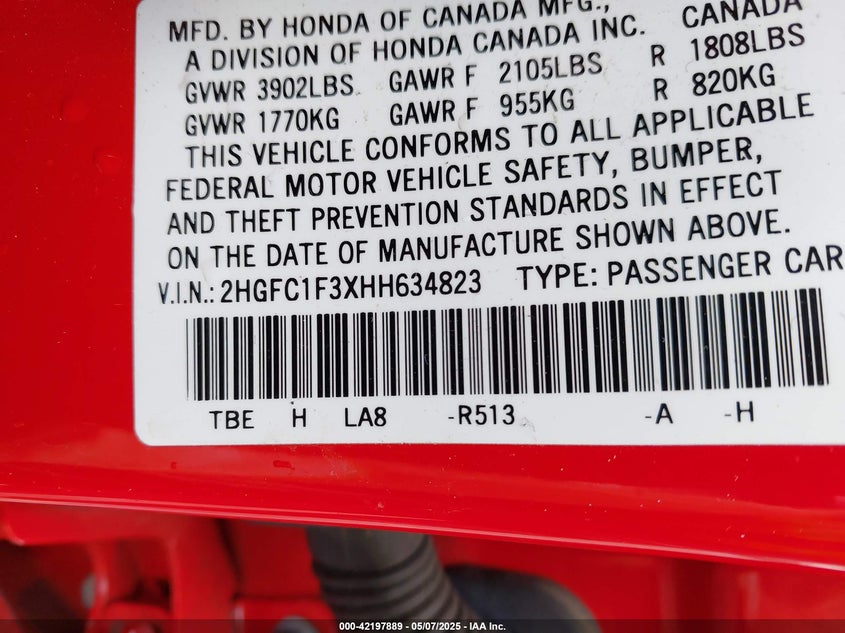 MFD. BY HONDA OF CANADA MFG., CANADA
A DIVISION OF HONDA CANADA INC.
GVWR 3902LBS GAWR F 2105LBS R 1808LBS
GVWR 1770KG GAWR F 955KG R 820KG
THIS VEHICLE CONFORMS TO ALL APPLICABLE
FEDERAL MOTOR VEHICLE SAFETY, BUMPER,
AND THEFT PREVENTION STANDARDS IN EFFECT
ON THE DATE OF MANUFACTURE SHOWN ABOVE.
V.I.N.: 2HGFC1F3XHH634823 TYPE: PASSENGER CAR
TBE H LA8 -R513 -A -H
000-42197889 - 05/07/2025 - IAA Inc.